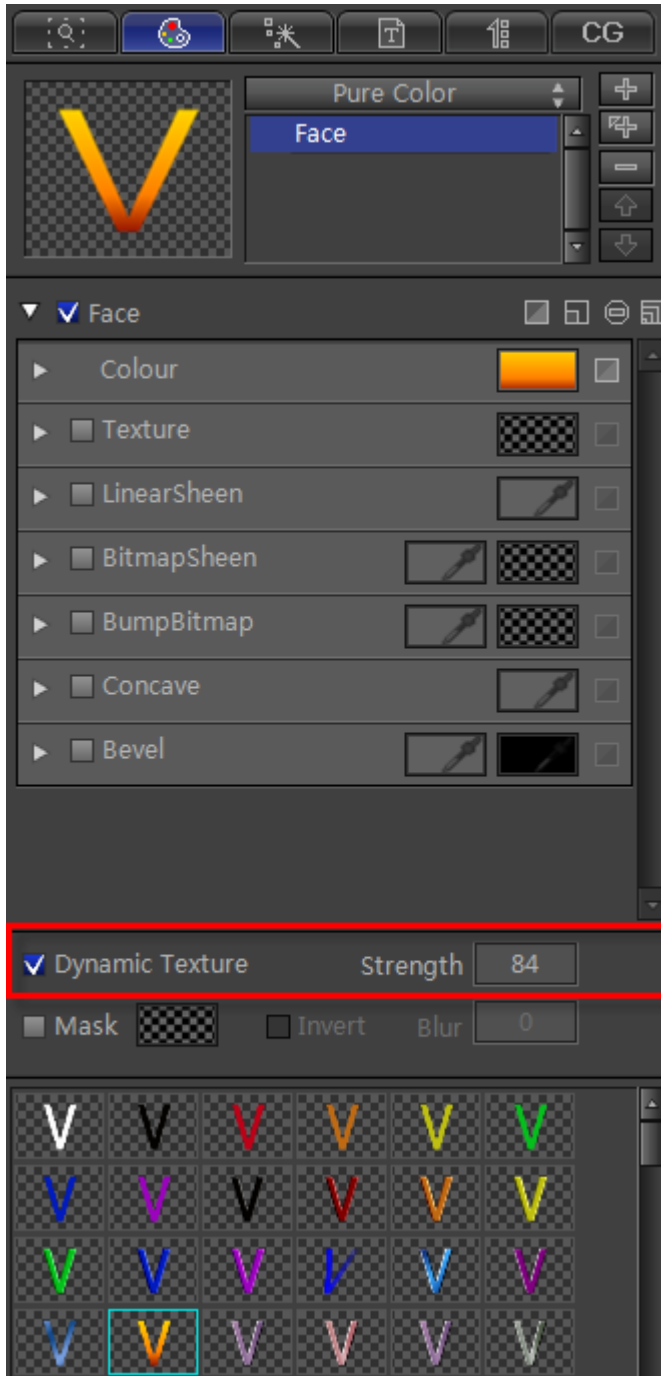 CG
Pure Color
Face
Face
Colour
Texture
LinearSheen
BitmapSheen
BumpBitmap
Concave
Bevel
Dynamic Texture Strength 84
Mask Invert Blur 0
V V V V V V
V V V V V V
V V V V V V
V V V V V V